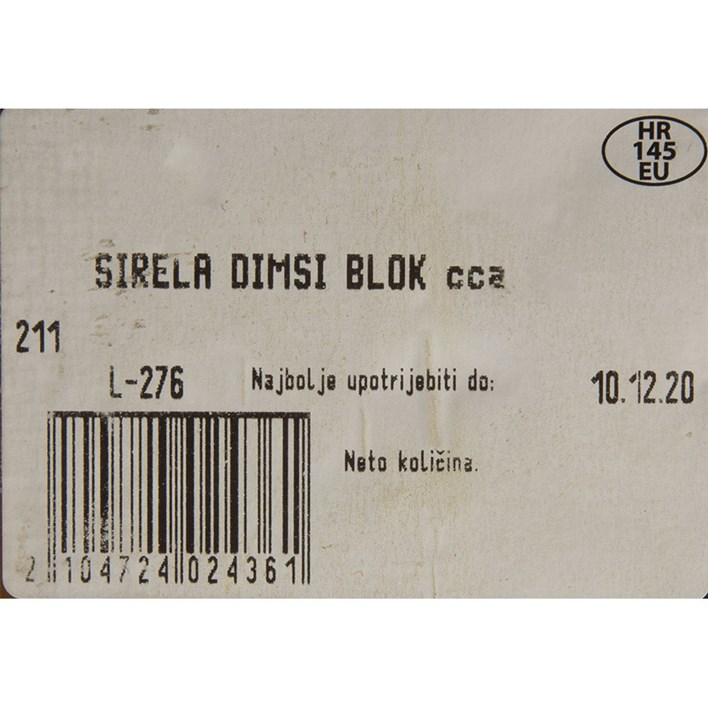 HR
145
EU
SIRELA DIMSI BLOK cca
211
L-276 Najbolje upotrijebiti do: 10.12.20
Neto količina.
2 104724 024361